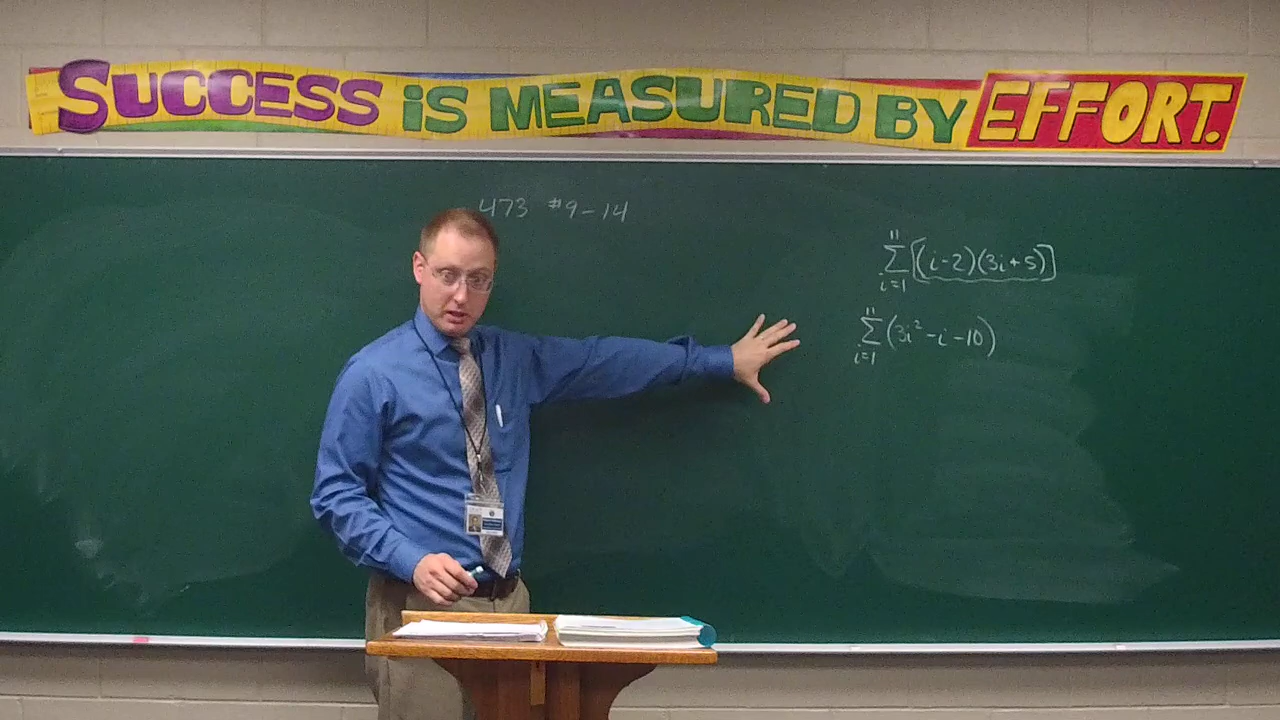 SUCCESS iS MEASURED BY EFFORT.
473 #9-14
11
∑ [(i-2)(3i+5)]
i=1
11
∑ (3i²-i-10)
i=1